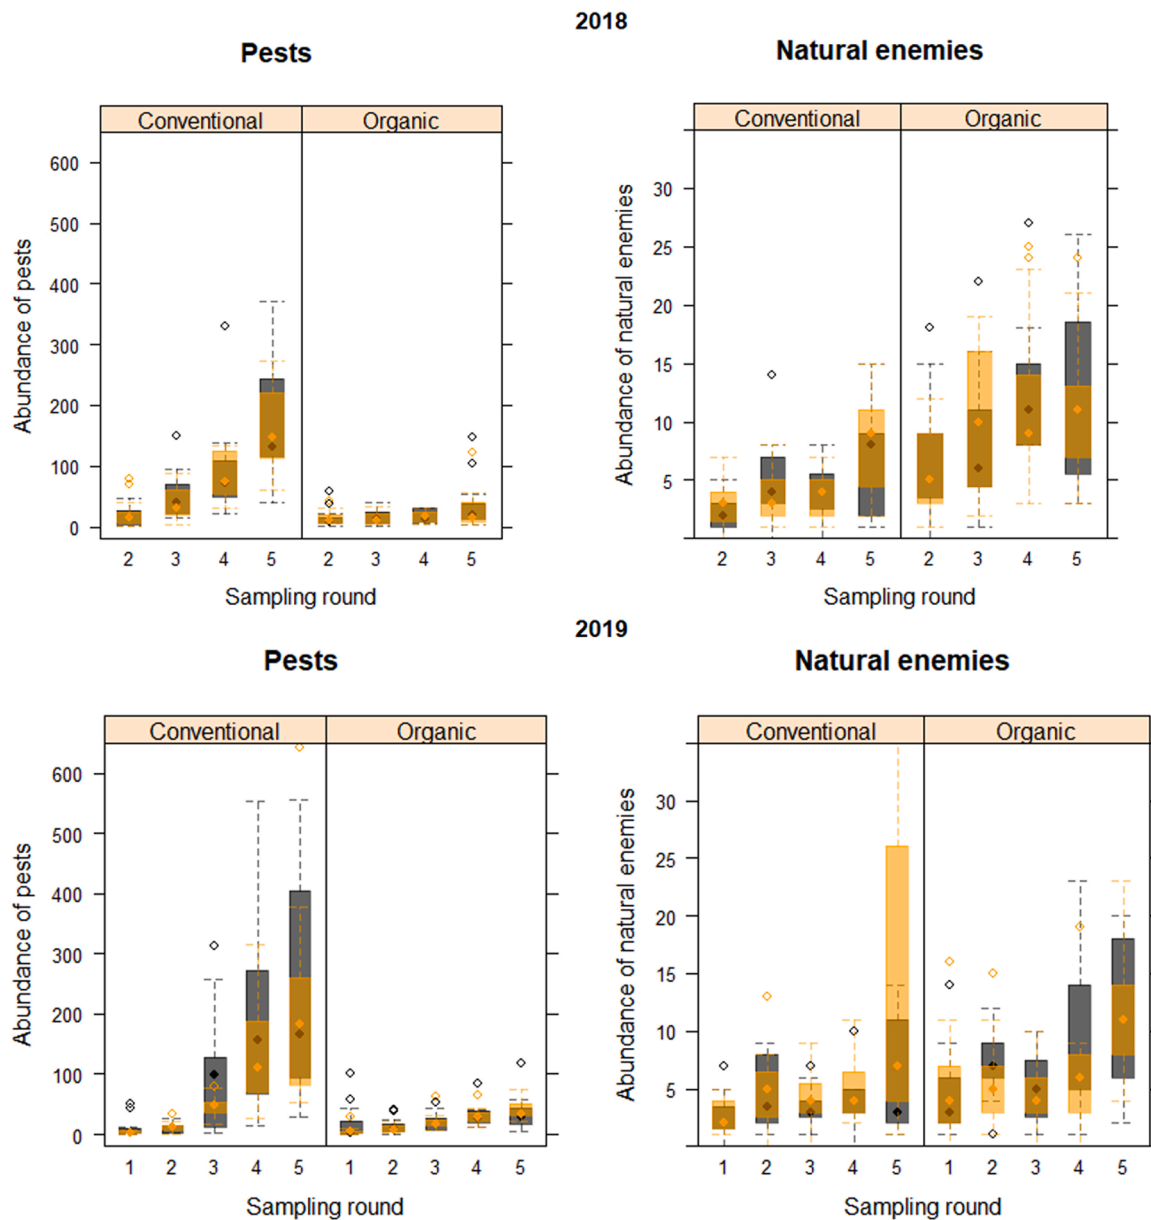 2018
Pests
Natural enemies
Conventional Organic
Conventional Organic
Abundance of pests
600
500
400
300
200
100
0
2 3 4 5 2 3 4 5
Sampling round
Abundance of natural enemies
30
25
20
15
10
5
2 3 4 5 2 3 4 5
Sampling round
2019
Pests
Natural enemies
Conventional Organic
Conventional Organic
Abundance of pests
600
500
400
300
200
100
0
1 2 3 4 5 1 2 3 4 5
Sampling round
Abundance of natural enemies
30
25
20
15
10
5
1 2 3 4 5 1 2 3 4 5
Sampling round